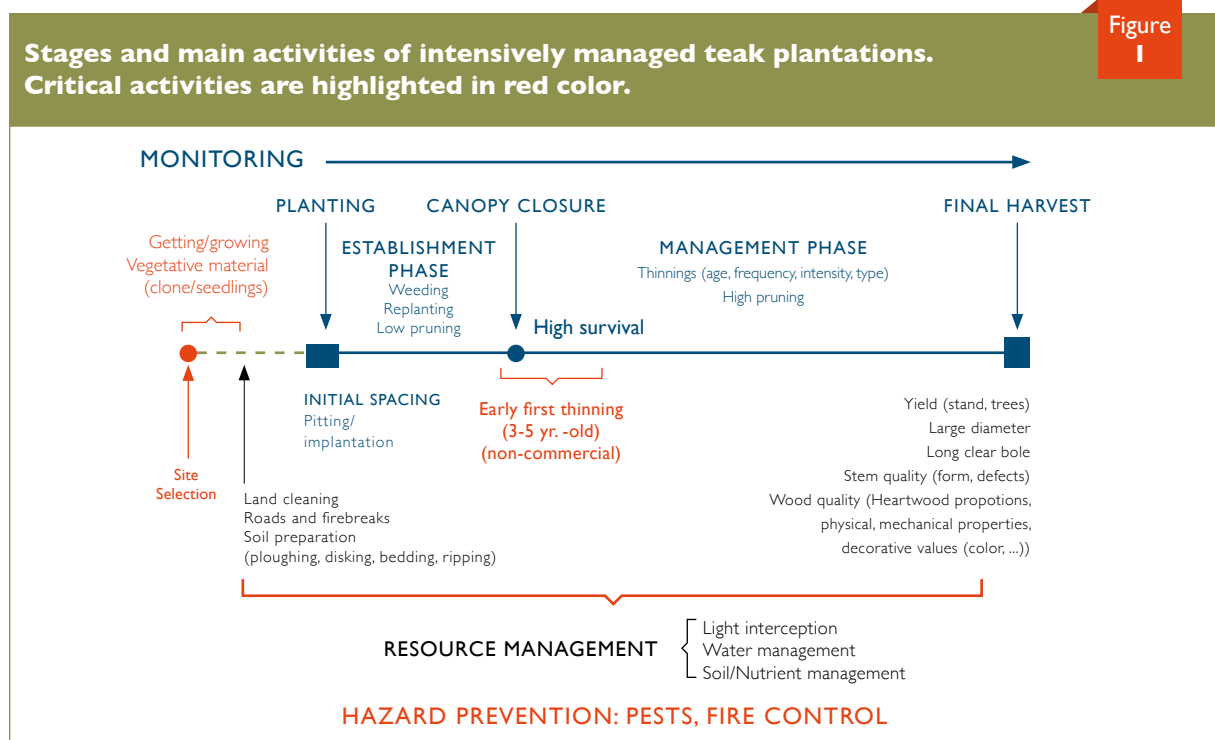 Figure
1
Stages and main activities of intensively managed teak plantations.
Critical activities are highlighted in red color.
MONITORING
PLANTING
CANOPY CLOSURE
FINAL HARVEST
Getting/growing
Vegetative material
(clone/seedlings)
ESTABLISHMENT
PHASE
Weeding
Replanting
Low pruning
MANAGEMENT PHASE
Thinnings (age, frequency, intensity, type)
High pruning
High survival
INITIAL SPACING
Pitting/
implantation
Early first thinning
(3-5 yr. -old)
(non-commercial)
Site
Selection
Land cleaning
Roads and firebreaks
Soil preparation
(ploughing, disking, bedding, ripping)
Yield (stand, trees)
Large diameter
Long clear bole
Stem quality (form, defects)
Wood quality (Heartwood propotions,
physical, mechanical properties,
decorative values (color, ...))
RESOURCE MANAGEMENT
Light interception
Water management
Soil/Nutrient management
HAZARD PREVENTION: PESTS, FIRE CONTROL